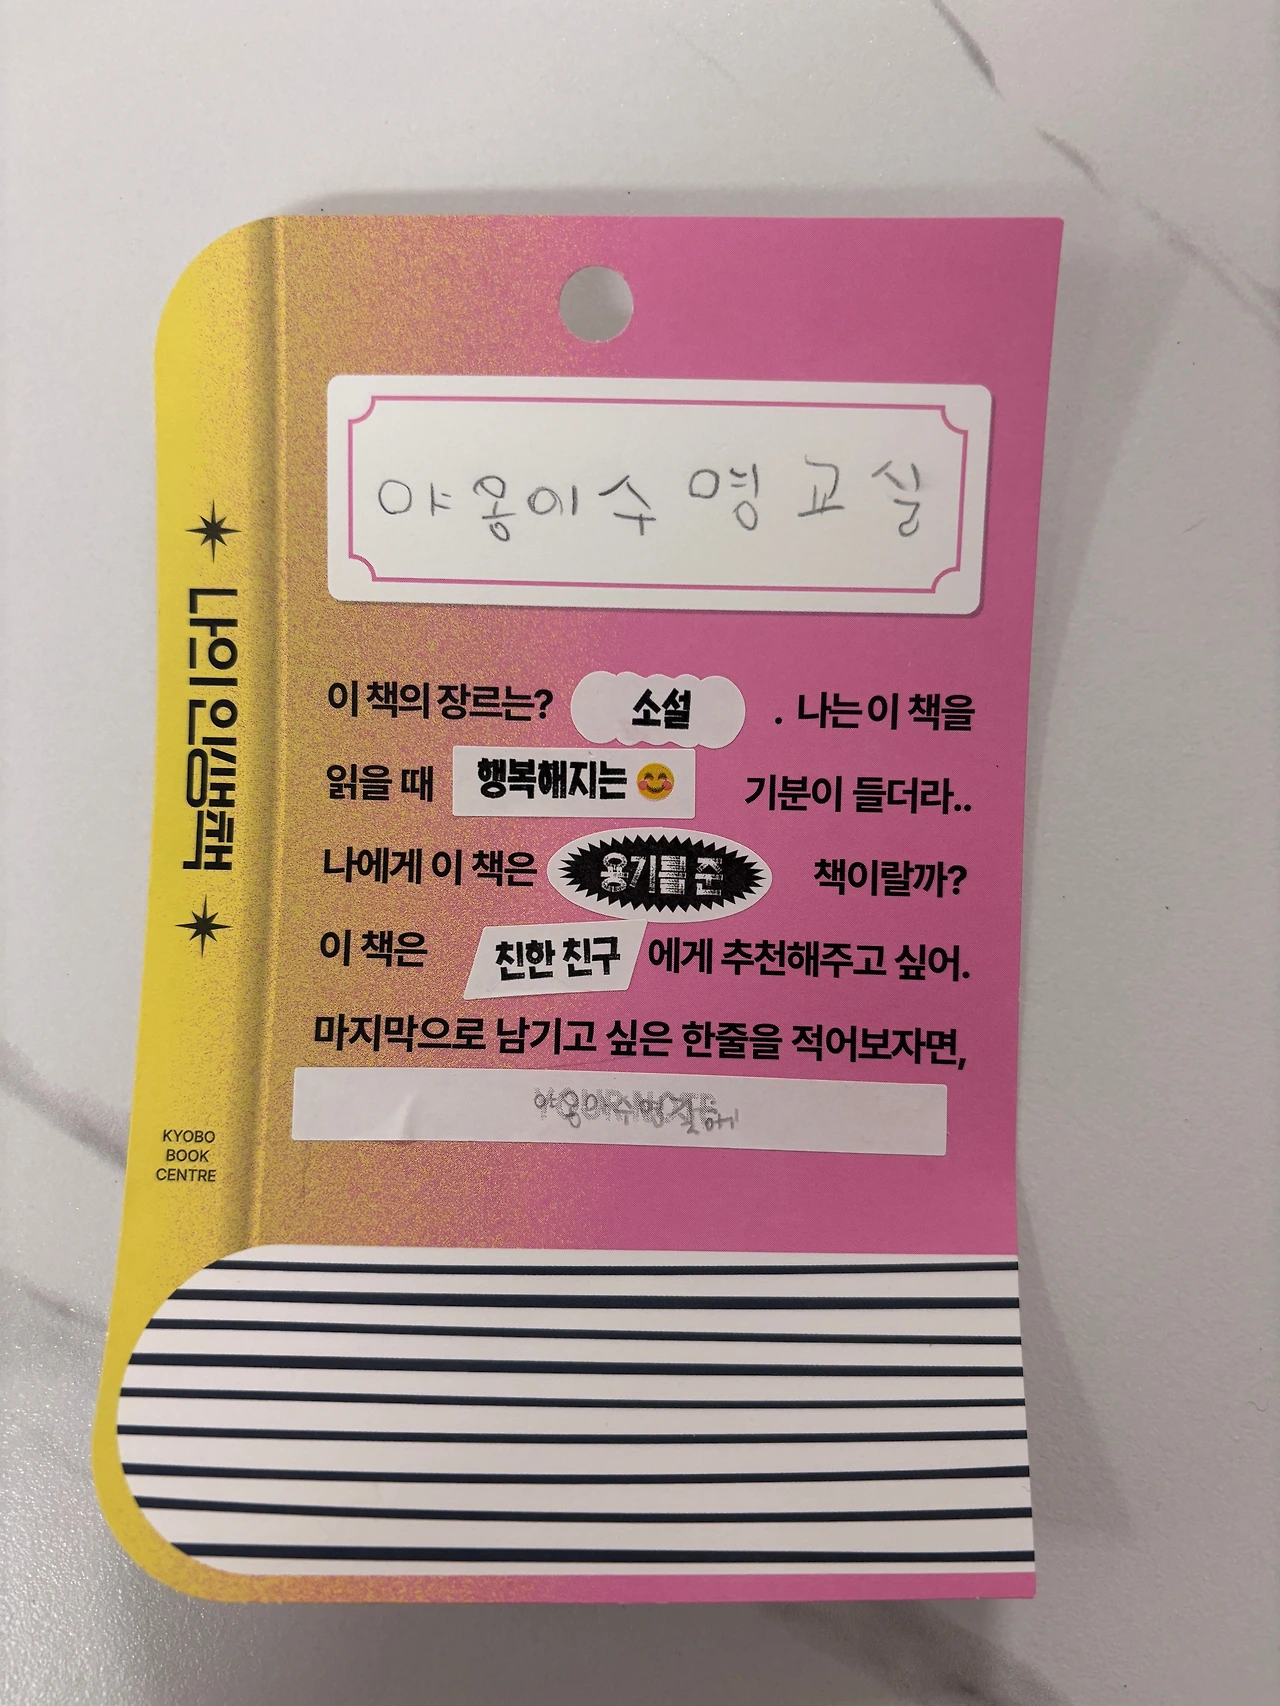 야옹이수영교실
이 책의 장르는? 소설 . 나는 이 책을
읽을 때 행복해지는😊 기분이 들더라..
나에게 이 책은 용기를 준 책이랄까?
이 책은 친한 친구 에게 추천해주고 싶어.
마지막으로 남기고 싶은 한줄을 적어보자면,
나의 인생책
KYOBO
BOOK
CENTRE